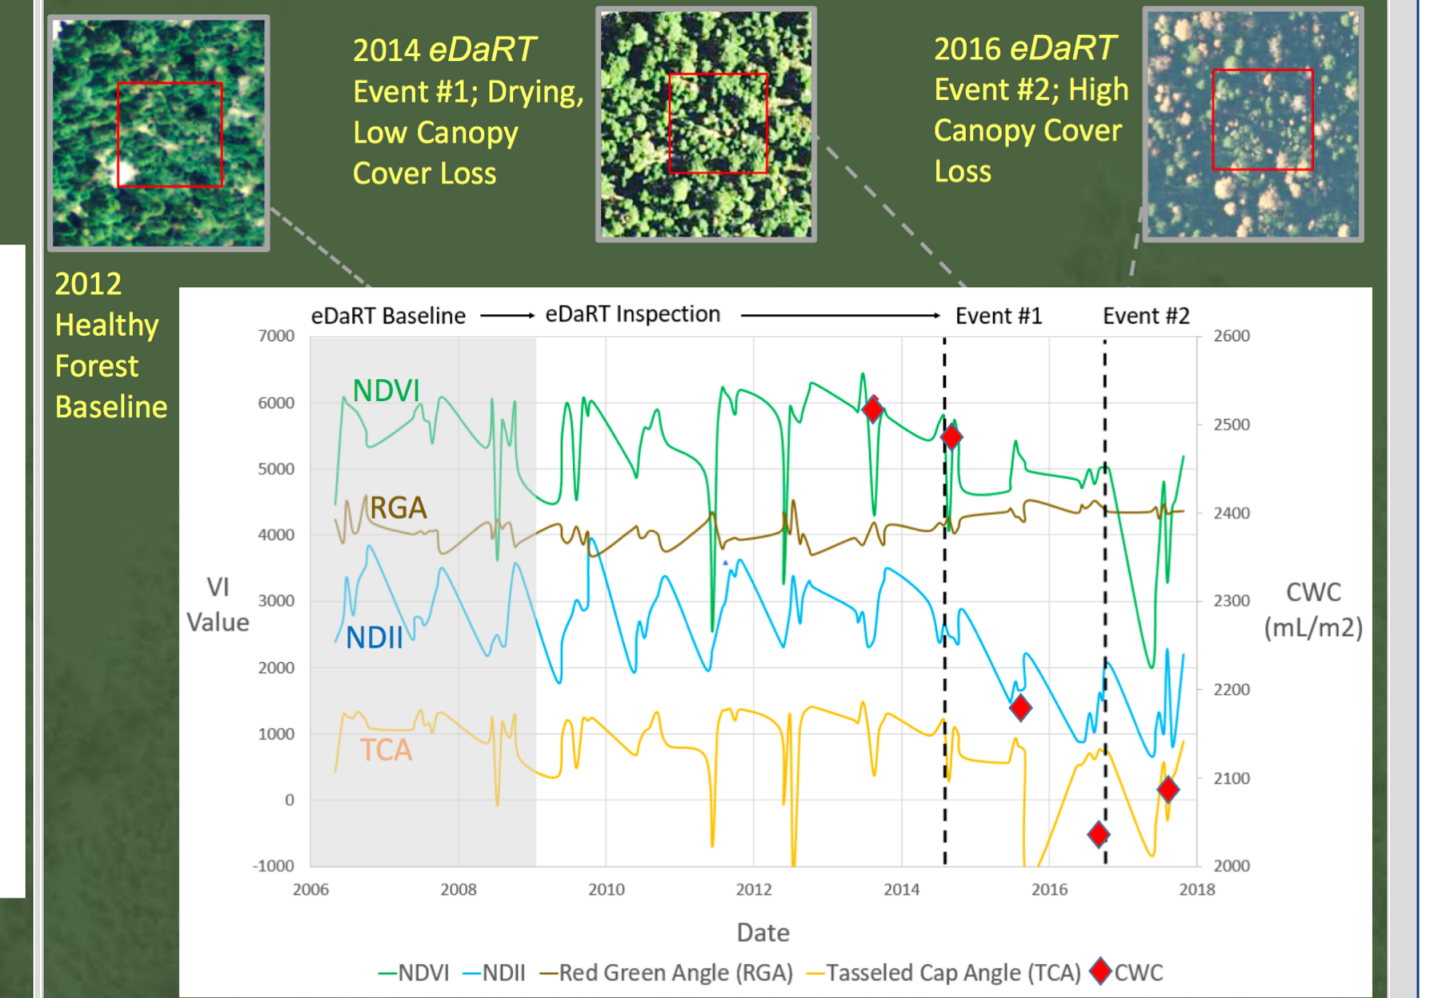 2014 eDaRT
Event #1; Drying,
Low Canopy
Cover Loss
2016 eDaRT
Event #2; High
Canopy Cover
Loss
2012
Healthy
Forest
Baseline
eDaRT Baseline
eDaRT Inspection
Event #1
Event #2
7000
6000
5000
4000
3000
2000
1000
0
-1000
VI
Value
NDVI
RGA
NDII
TCA
2600
2500
2400
2300
2200
2100
2000
CWC
(mL/m2)
2006
2008
2010
2012
2014
2016
2018
Date
NDVI
NDII
Red Green Angle (RGA)
Tasseled Cap Angle (TCA)
CWC